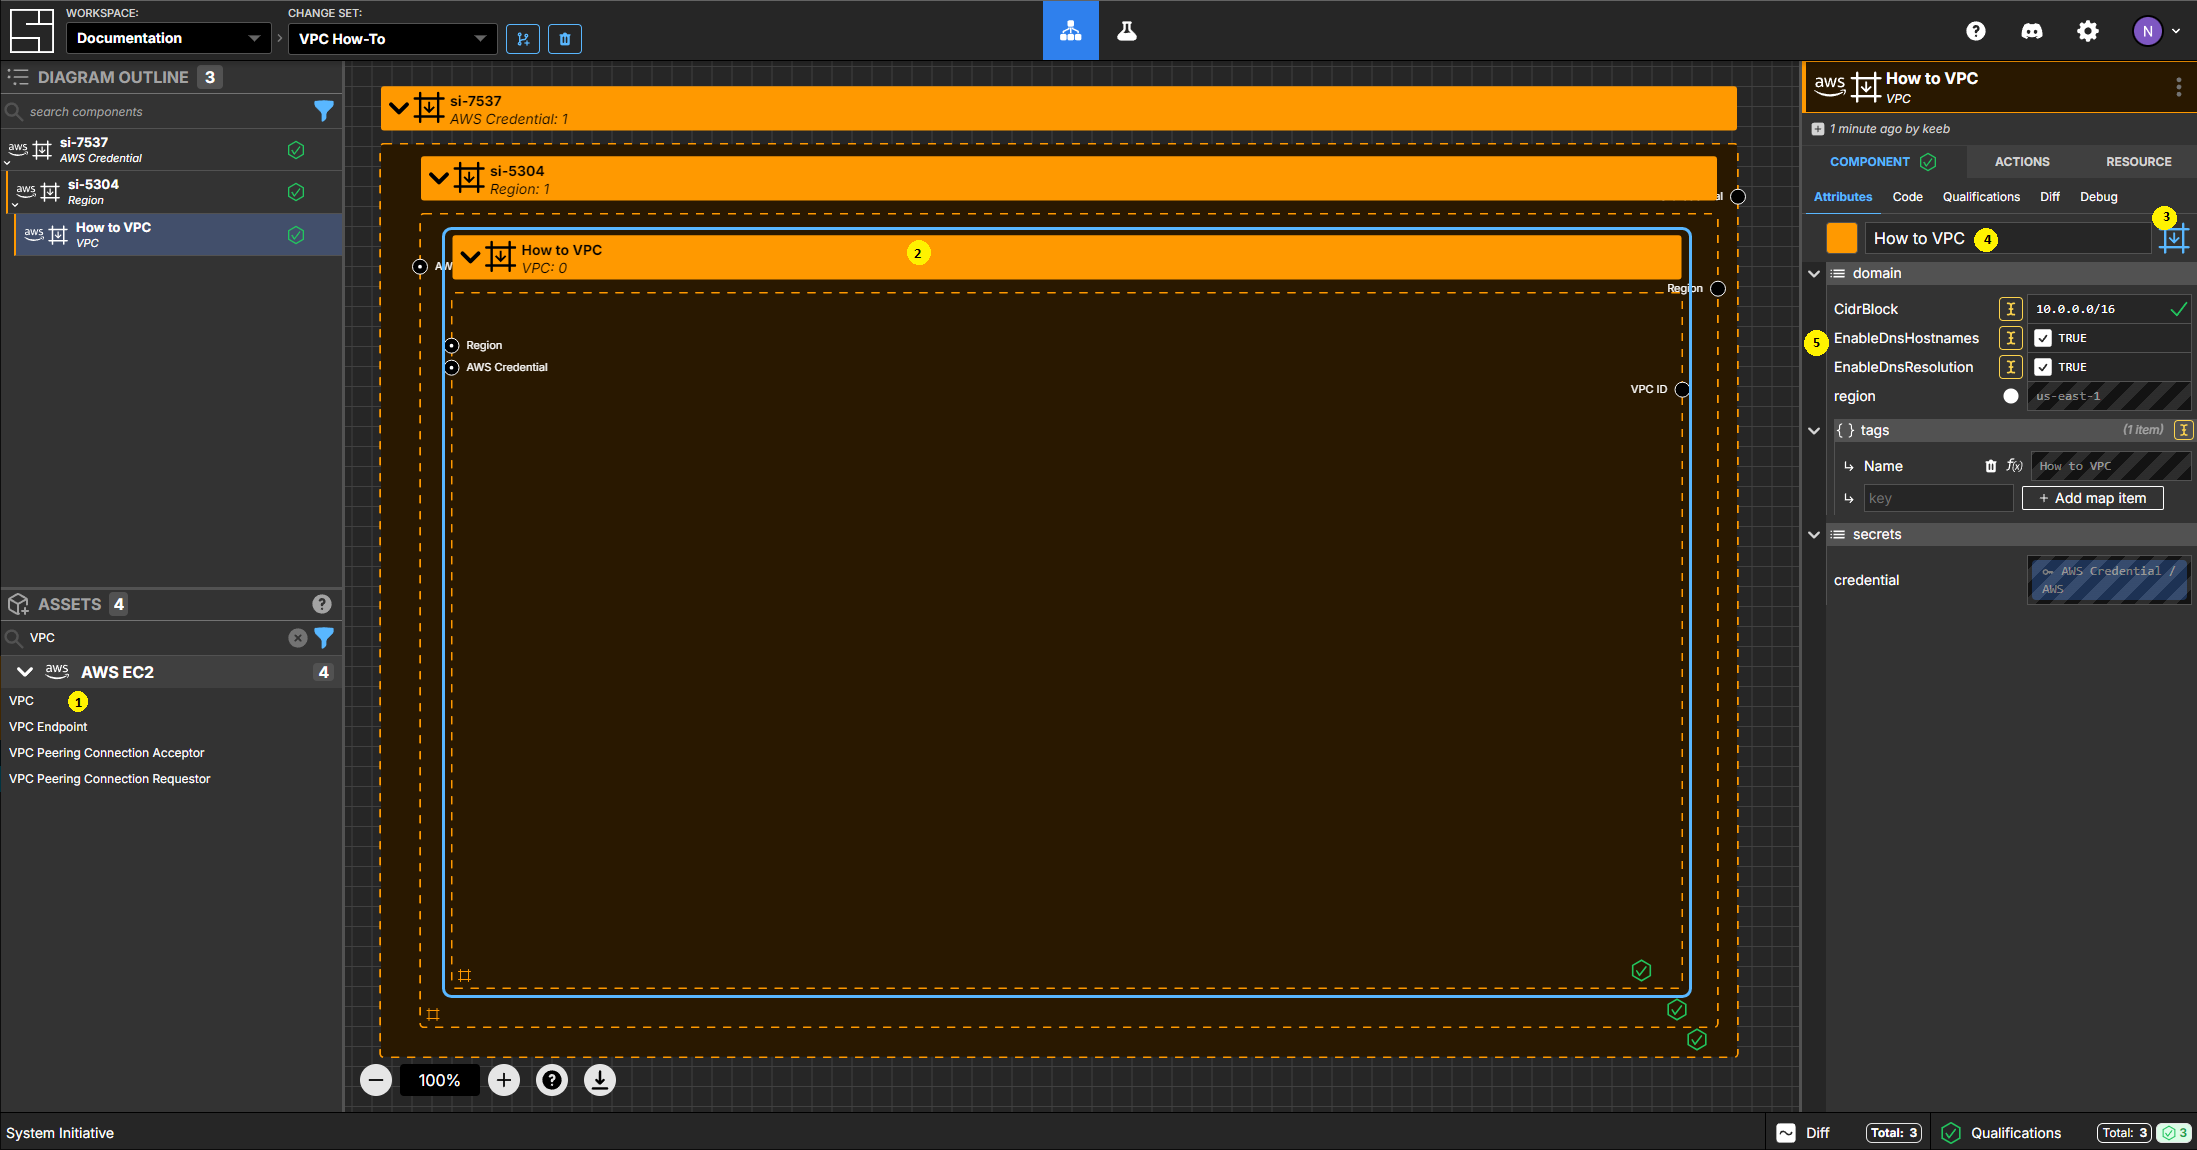 WORKSPACE:
Documentation
CHANGE SET:
VPC How-To
N
DIAGRAM OUTLINE 3
search components
aws si-7537
AWS Credential
aws si-5304
Region
aws How to VPC
VPC
ASSETS 4
VPC
aws AWS EC2 4
VPC 1
VPC Endpoint
VPC Peering Connection Acceptor
VPC Peering Connection Requestor
si-7537
AWS Credential: 1
si-5304
Region: 1
How to VPC
VPC: 0
2
AW
Region
Region
AWS Credential
VPC ID
100%
aws How to VPC
VPC
1 minute ago by keeb
COMPONENT ACTIONS RESOURCE
Attributes Code Qualifications Diff Debug
3
How to VPC 4
domain
CidrBlock 10.0.0.0/16
5 EnableDnsHostnames TRUE
EnableDnsResolution TRUE
region us-east-1
{ } tags (1 item)
Name f(x) How to VPC
key + Add map item
secrets
credential AWS Credential /
AWS
System Initiative
Diff Total: 3 Qualifications Total: 3 3